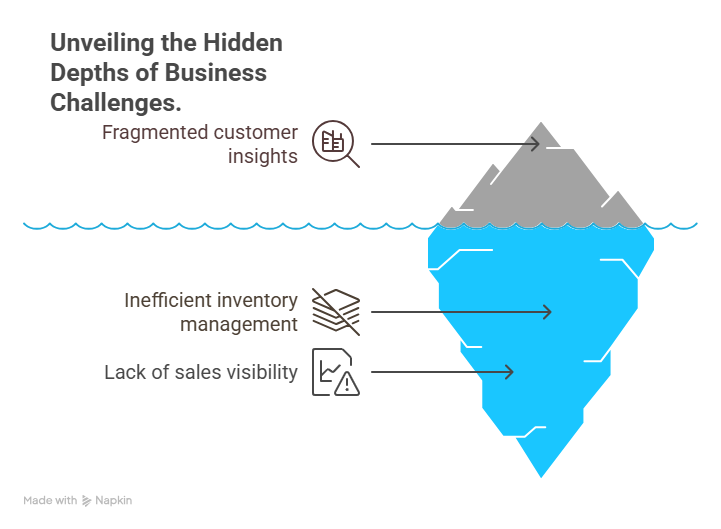 Unveiling the Hidden
Depths of Business
Challenges.
Fragmented customer
insights
Inefficient inventory
management
Lack of sales visibility
Made with Napkin